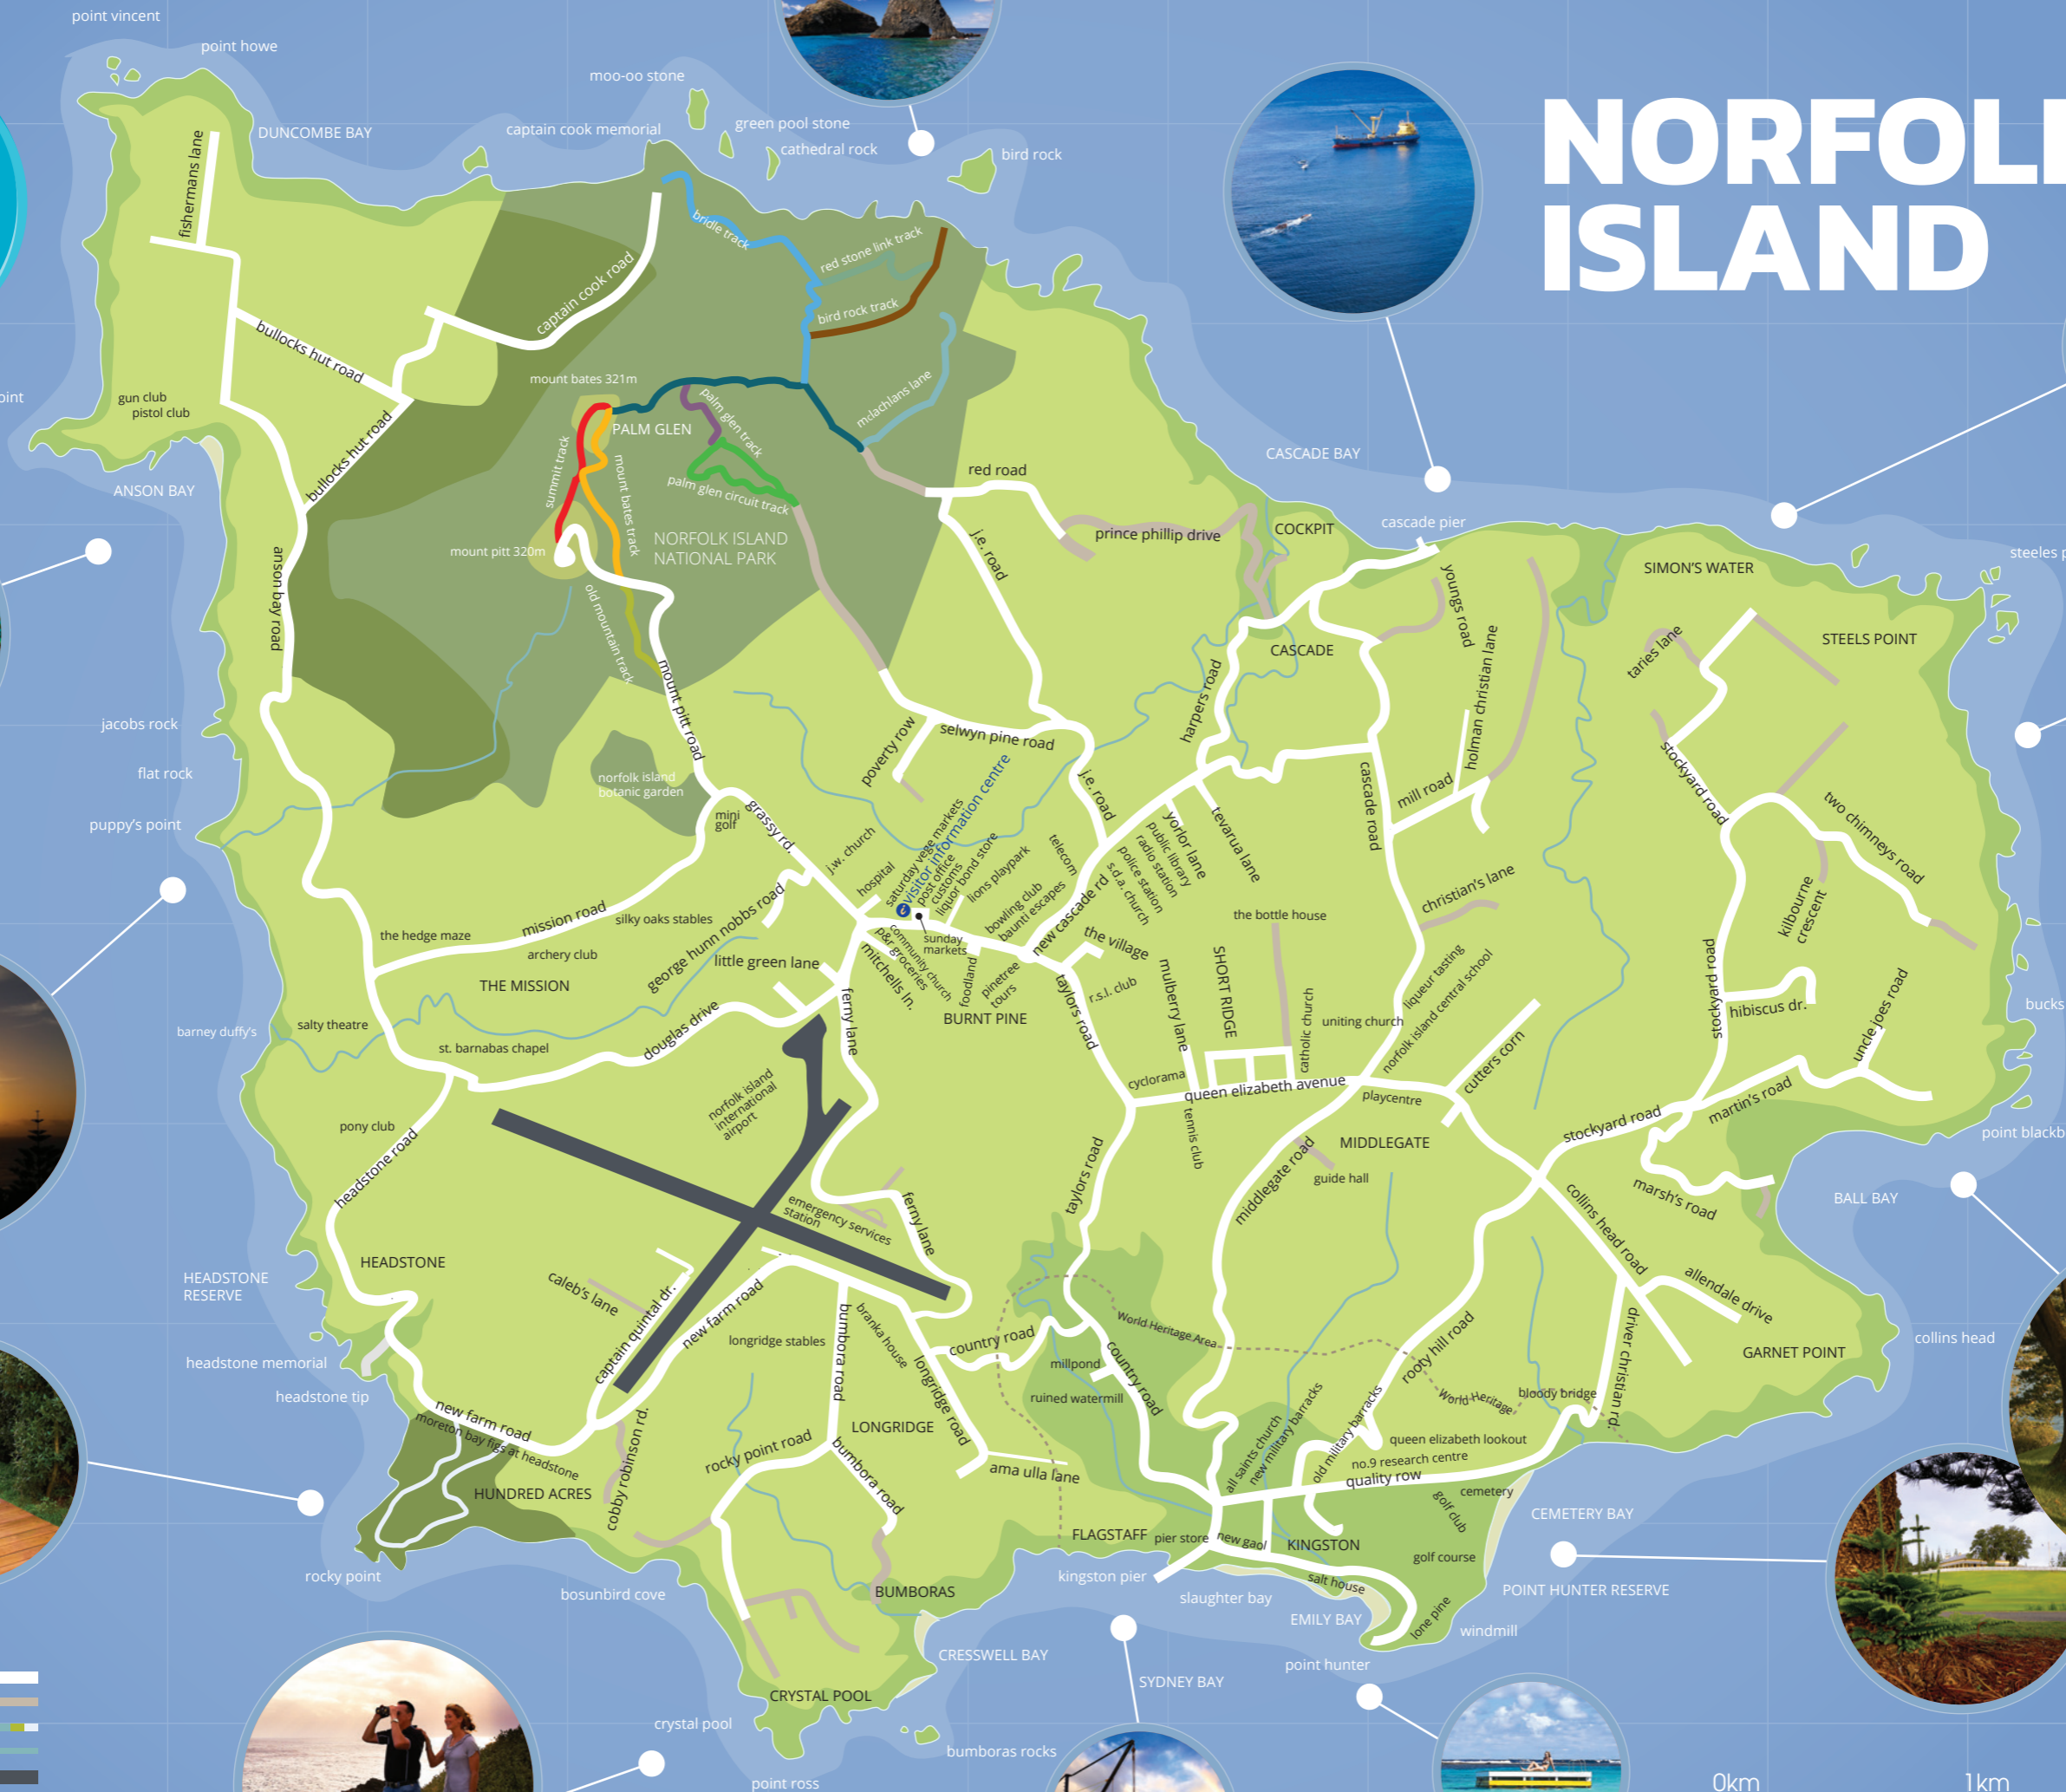 point vincent
point howe
moo-oo stone
captain cook memorial
green pool stone
cathedral rock
bird rock
NORFOL
ISLAND
DUNCOMBE BAY
fishermans lane
bridle track
red stone link track
captain cook road
bird rock track
bullocks hut road
mclachlans lane
mount bates 321m
gun club
pistol club
PALM GLEN
palm glen track
bullocks hut road
summit track
mount bates track
palm glen circuit track
oint
ANSON BAY
red road
CASCADE BAY
cascade pier
COCKPIT
prince phillip drive
NORFOLK ISLAND
NATIONAL PARK
mount pitt 320m
j.e. road
anson bay road
old mountain track
SIMON'S WATER
steeles p
youngs road
STEELS POINT
taries lane
CASCADE
holman christian lane
harpers road
mount pitt road
jacobs rock
flat rock
puppy's point
poverty row
selwyn pine road
norfolk island
botanic garden
mini
golf
grassy rd.
j.w. church
hospital
saturday vege markets
visitor information centre
i
post office
customs
liquor bond store
lions playpark
telecom
j.e. road
bowling club
baunti escapes
new cascade rd
yorlor lane
public library
radio station
police station
s.d.a. church
tevarua lane
cascade road
mill road
stockyard road
two chimneys road
kilbourne
crescent
christian's lane
the bottle house
mission road
silky oaks stables
the hedge maze
archery club
THE MISSION
george hunn nobbs road
little green lane
mitchells ln.
p&r groceries
community church
sunday
markets
foodland
pinetree
tours
BURNT PINE
the village
r.s.l. club
taylors road
mulberry lane
SHORT RIDGE
catholic church
uniting church
liqueur tasting
norfolk island central school
stockyard road
hibiscus dr.
uncle joes road
bucks
barney duffy's
salty theatre
st. barnabas chapel
douglas drive
ferny lane
cyclorama
queen elizabeth avenue
playcentre
cutters corn
tennis club
norfolk island
international
airport
pony club
headstone road
stockyard road
martin's road
point blackb
MIDDLEGATE
guide hall
middlegate road
taylors road
marsh's road
BALL BAY
collins head road
emergency services
station
ferny lane
HEADSTONE
HEADSTONE
RESERVE
caleb's lane
captain quintal dr.
new farm road
longridge stables
bumbora road
branka house
longridge road
country road
World Heritage Area
millpond
ruined watermill
country road
allendale drive
driver christian rd.
rooty hill road
GARNET POINT
collins head
headstone memorial
headstone tip
new farm road
moreton bay figs at headstone
HUNDRED ACRES
cobby robinson rd.
rocky point road
LONGRIDGE
bumbora road
ama ulla lane
all saints church
new military barracks
old military barracks
World Heritage
bloody bridge
queen elizabeth lookout
no.9 research centre
quality row
cemetery
golf club
CEMETERY BAY
FLAGSTAFF
pier store
new gaol
KINGSTON
golf course
rocky point
bosunbird cove
BUMBORAS
kingston pier
slaughter bay
salt house
EMILY BAY
lone pine
POINT HUNTER RESERVE
windmill
CRESSWELL BAY
point hunter
SYDNEY BAY
CRYSTAL POOL
crystal pool
bumboras rocks
point ross
0km
1km